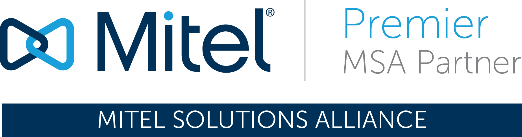 Mitel®
Premier
MSA Partner
MITEL SOLUTIONS ALLIANCE